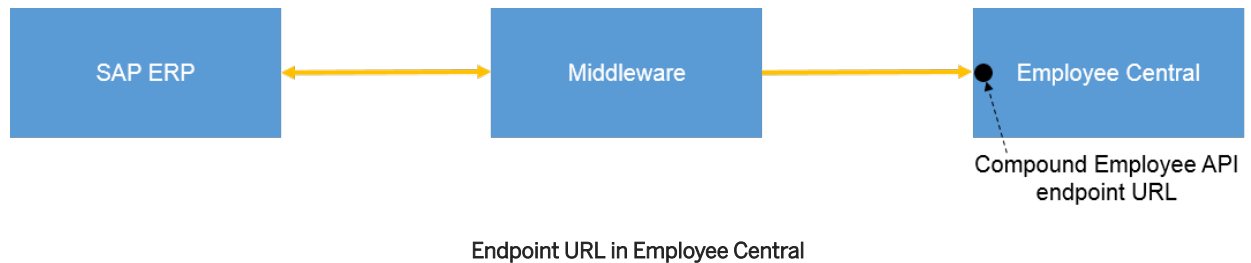 SAP ERP
Middleware
Employee Central
Compound Employee API
endpoint URL
Endpoint URL in Employee Central